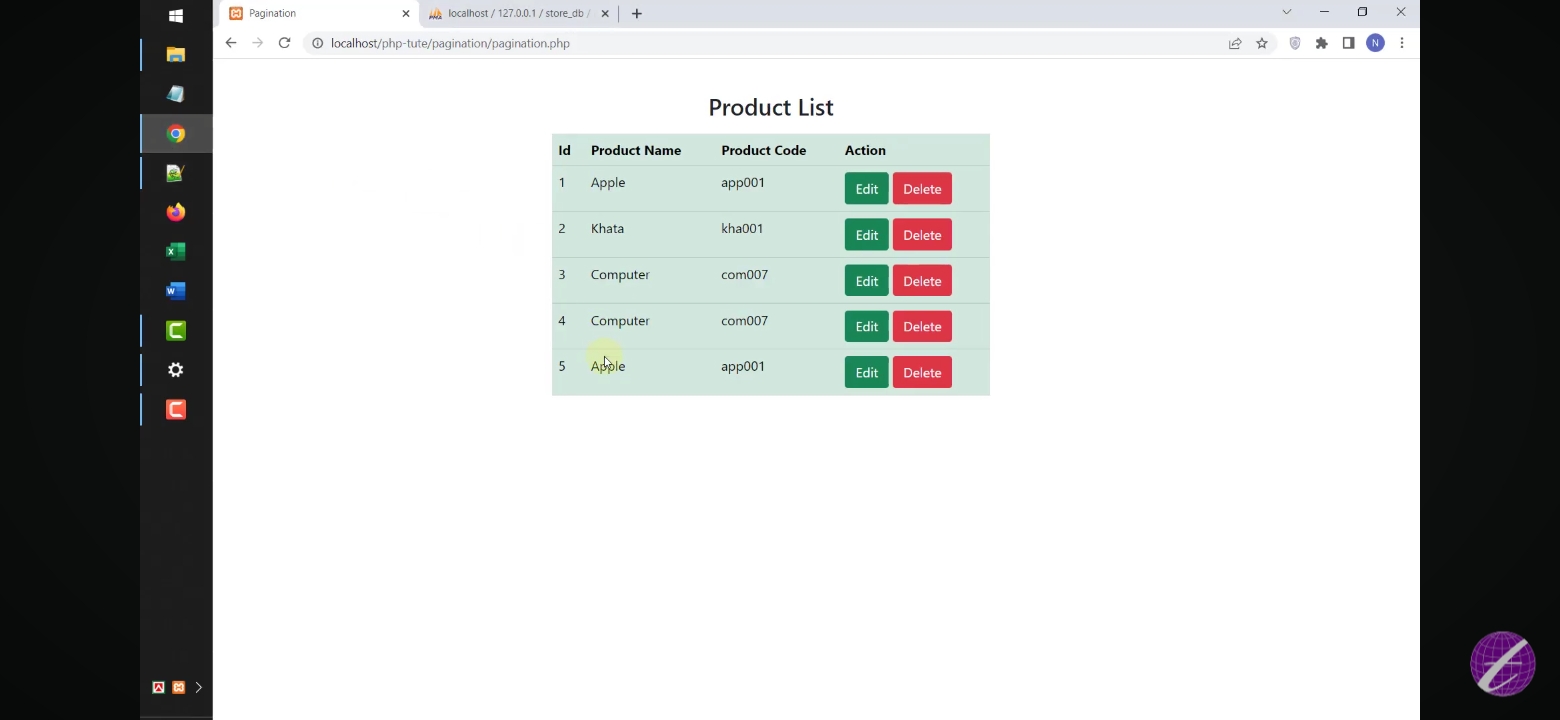 Pagination
localhost / 127.0.0.1 / store_db /
localhost/php-tute/pagination/pagination.php
N
Product List
Id Product Name Product Code Action
1 Apple app001 Edit Delete
2 Khata kha001 Edit Delete
3 Computer com007 Edit Delete
4 Computer com007 Edit Delete
5 Apple app001 Edit Delete